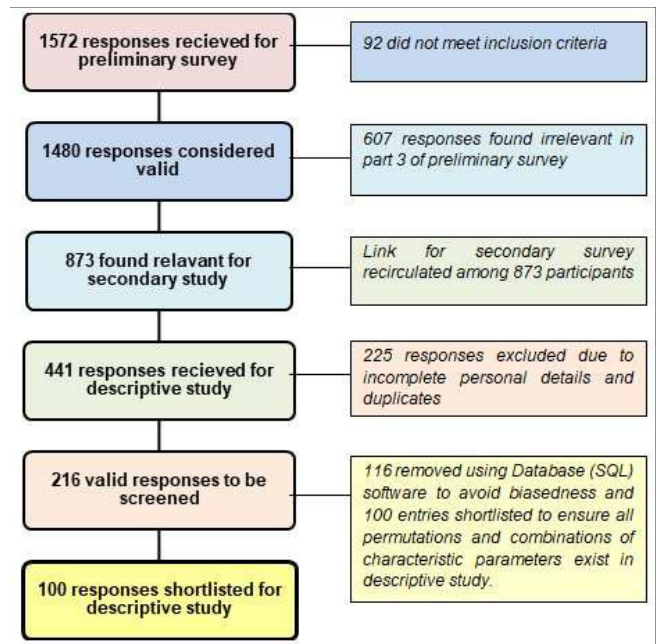 1572 responses recieved for
preliminary survey
92 did not meet inclusion criteria
1480 responses considered
valid
607 responses found irrelevant in
part 3 of preliminary survey
873 found relavant for
secondary study
Link for secondary survey
recirculated among 873 participants
441 responses recieved for
descriptive study
225 responses excluded due to
incomplete personal details and
duplicates
216 valid responses to be
screened
116 removed using Database (SQL)
software to avoid biasedness and
100 entries shortlisted to ensure all
permutations and combinations of
characteristic parameters exist in
descriptive study.
100 responses shortlisted for
descriptive study